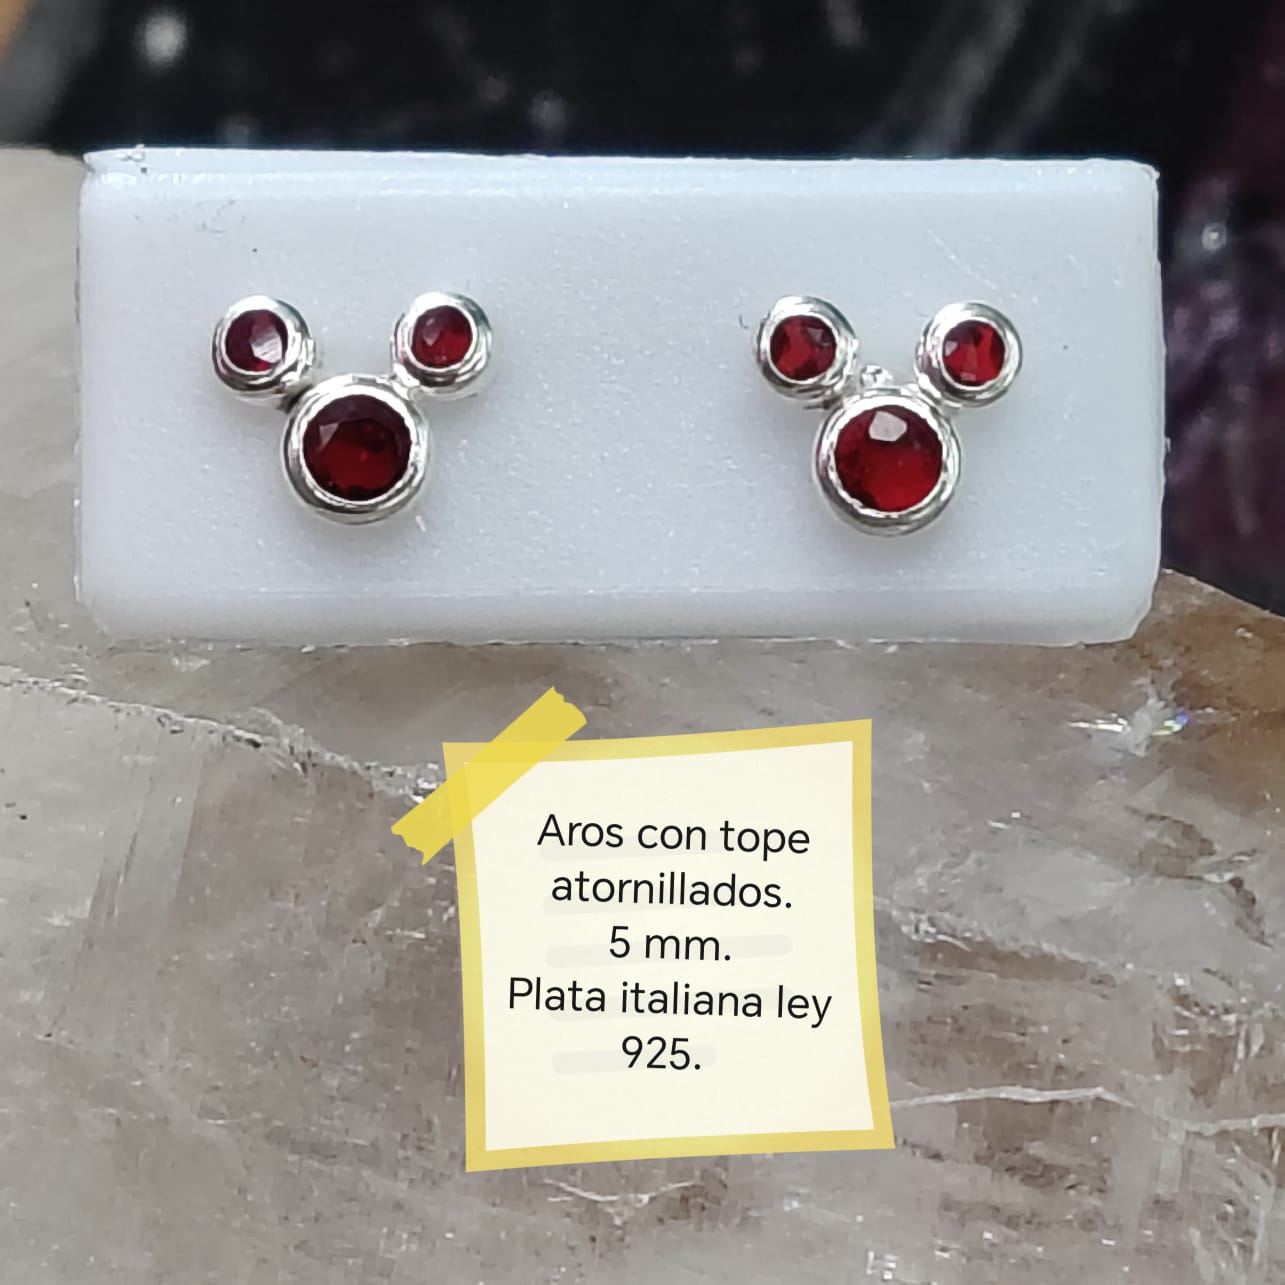 Aros con tope
atornillados.
5 mm.
Plata italiana ley
925.